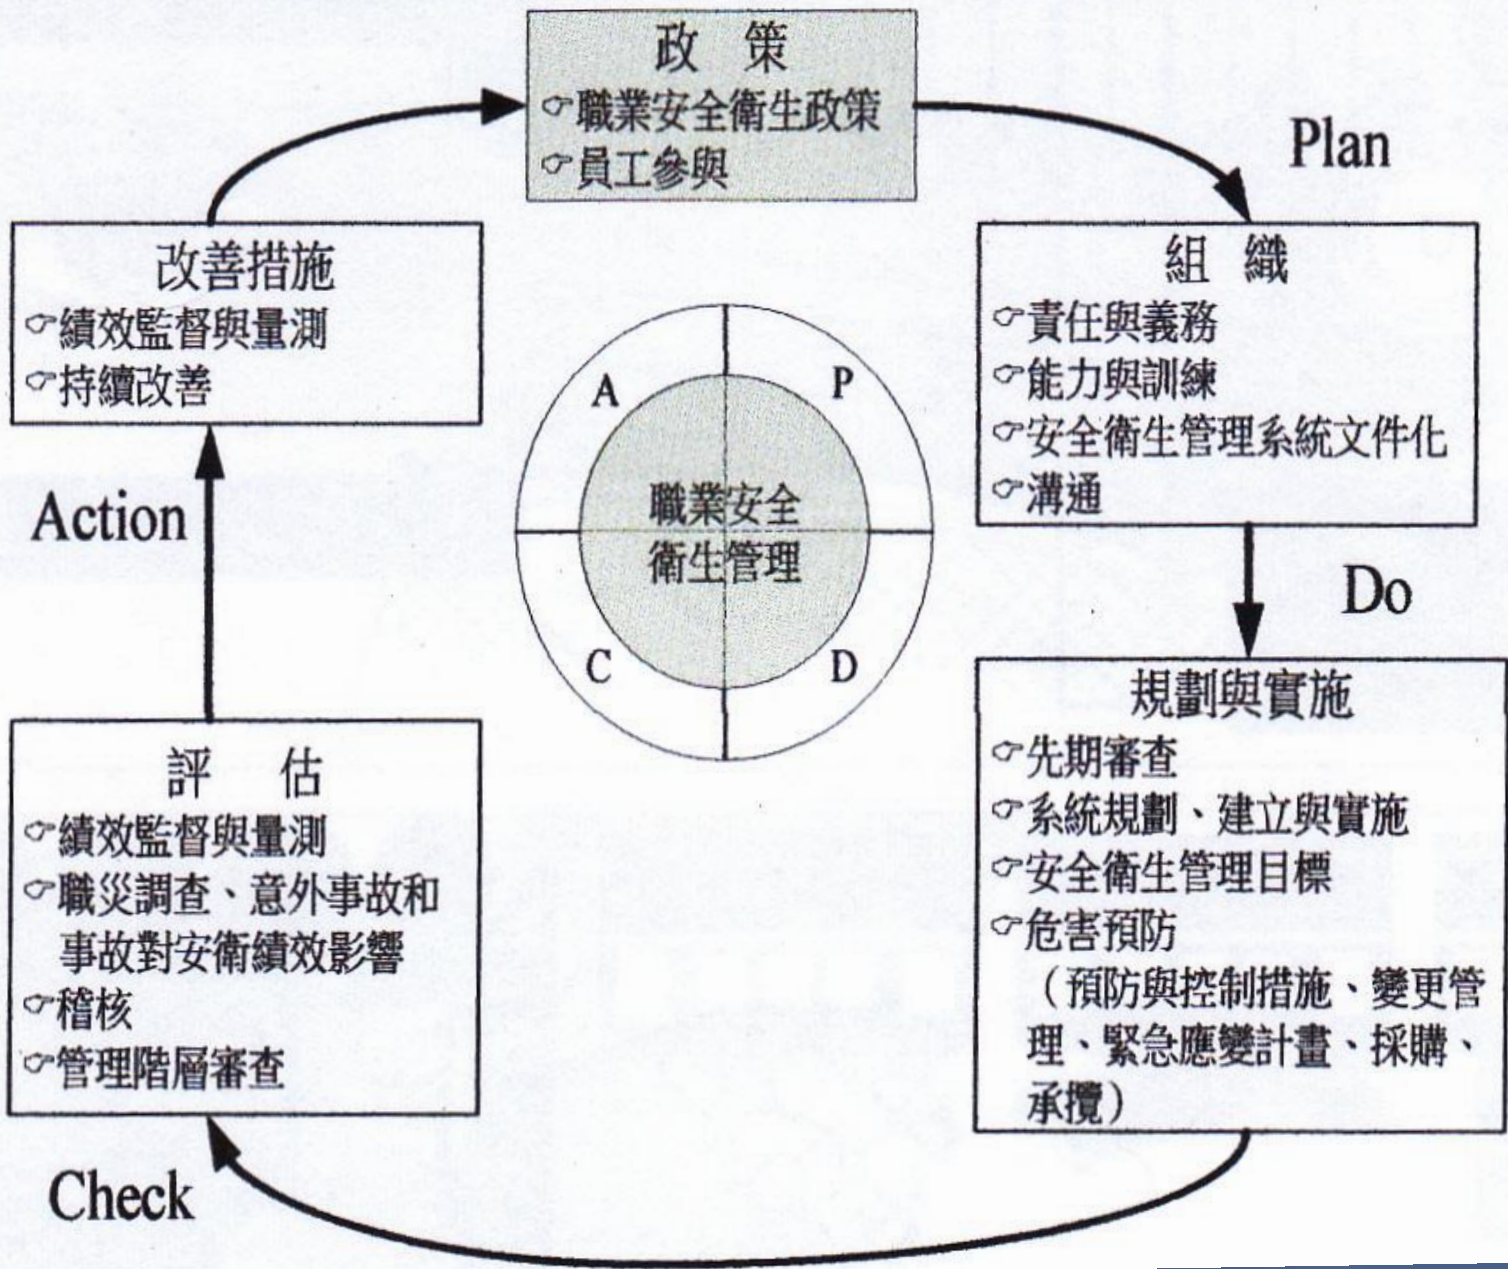 政 策
職業安全衛生政策
員工參與
Plan
組 織
責任與義務
能力與訓練
安全衛生管理系統文件化
溝通
Do
規劃與實施
先期審查
系統規劃、建立與實施
安全衛生管理目標
危害預防
（預防與控制措施、變更管
理、緊急應變計畫、採購、
承攬）
Check
評 估
績效監督與量測
職災調查、意外事故和
事故對安衛績效影響
稽核
管理階層審查
Action
改善措施
績效監督與量測
持續改善
A
P
職業安全
衛生管理
C
D